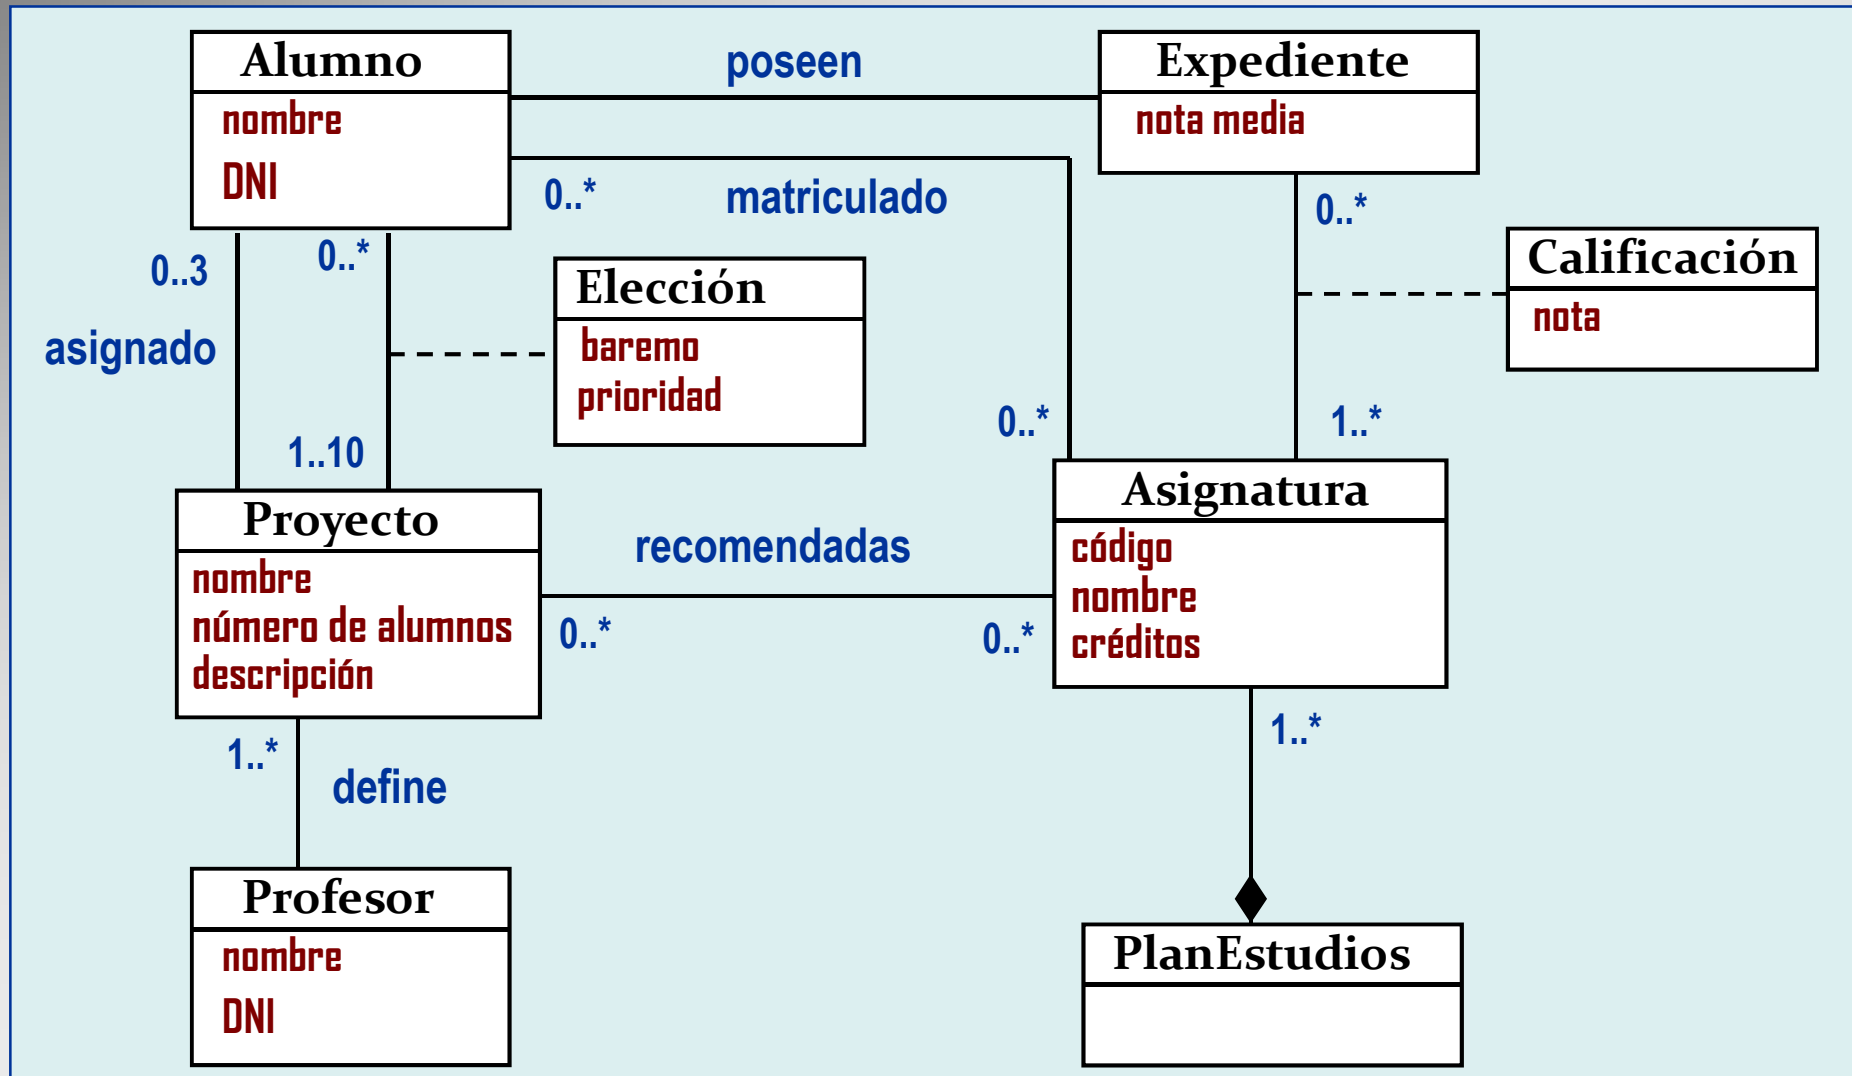 Alumno
nombre
DNI
poseen
Expediente
nota media
0..*
matriculado
0..*
0..3
0..*
asignado
Elección
baremo
prioridad
Calificación
nota
1..10
0..*
1..*
Proyecto
nombre
número de alumnos
descripción
recomendadas
0..*
0..*
Asignatura
código
nombre
créditos
1..*
define
1..*
Profesor
nombre
DNI
PlanEstudios